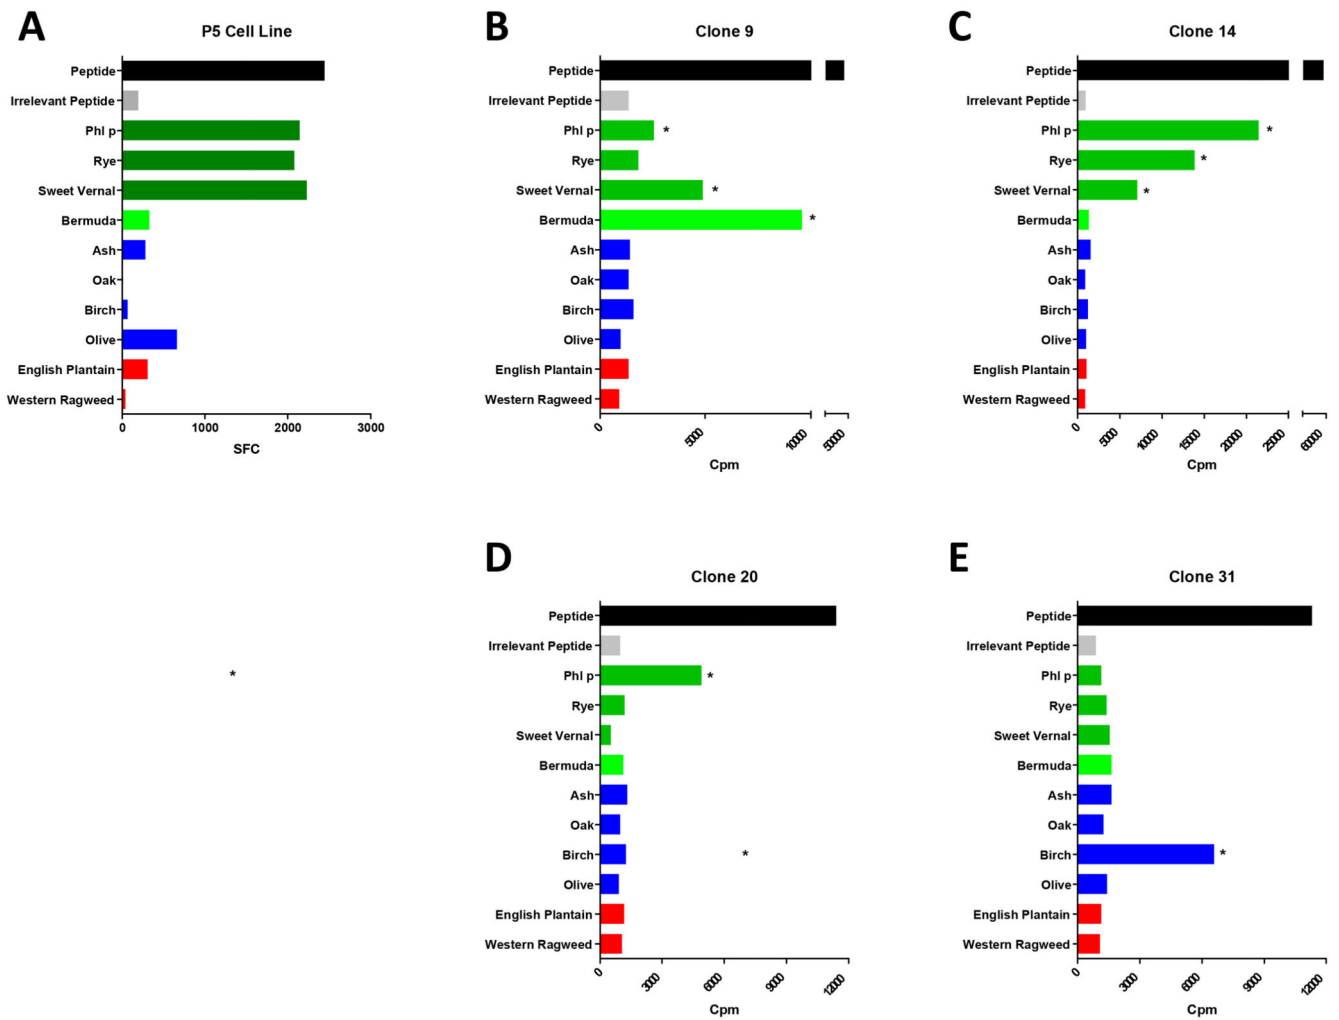 A
P5 Cell Line
Peptide
Irrelevant Peptide
Phl p
Rye
Sweet Vernal
Bermuda
Ash
Oak
Birch
Olive
English Plantain
Western Ragweed
0 1000 2000 3000
SFC
B
Clone 9
Peptide
Irrelevant Peptide
Phl p *
Rye
Sweet Vernal *
Bermuda *
Ash
Oak
Birch
Olive
English Plantain
Western Ragweed
0 5000 10000 50000
Cpm
C
Clone 14
Peptide
Irrelevant Peptide
Phl p *
Rye *
Sweet Vernal *
Bermuda
Ash
Oak
Birch
Olive
English Plantain
Western Ragweed
0 5000 10000 15000 20000 25000 60000
Cpm
*
D
Clone 20
Peptide
Irrelevant Peptide
Phl p *
Rye
Sweet Vernal
Bermuda
Ash
Oak
Birch *
Olive
English Plantain
Western Ragweed
0 3000 6000 9000 12000
Cpm
E
Clone 31
Peptide
Irrelevant Peptide
Phl p
Rye
Sweet Vernal
Bermuda
Ash
Oak
Birch *
Olive
English Plantain
Western Ragweed
0 3000 6000 9000 12000
Cpm